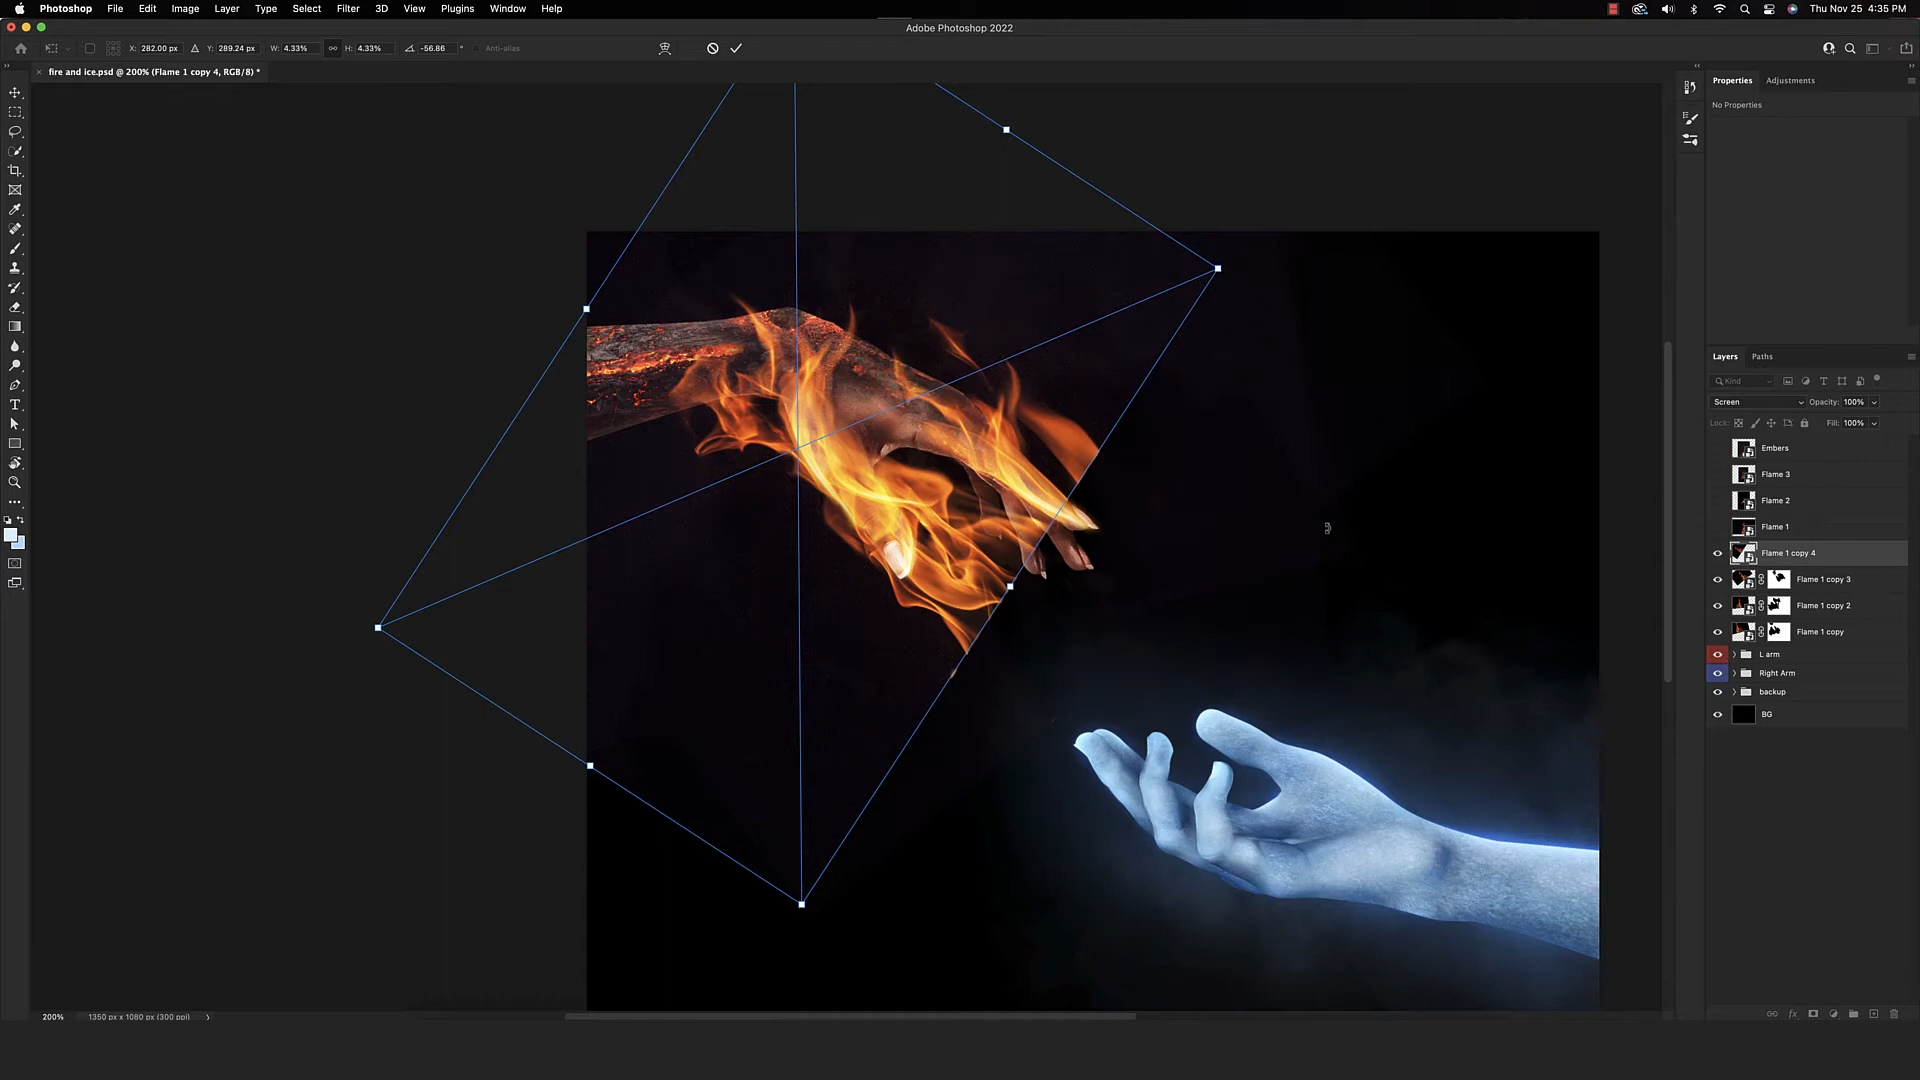 Photoshop File Edit Image Layer Type Select Filter 3D View Plugins Window Help Thu Nov 25 4:35 PM
Adobe Photoshop 2022
X: 282.00 px Y: 289.24 px W: 4.33% H: 4.33% -56.86 ° Anti-alias
fire and ice.psd @ 200% (Flame 1 copy 4, RGB/8) *
Properties Adjustments
No Properties
Layers Paths
Kind
Screen Opacity: 100%
Lock: Fill: 100%
Embers
Flame 3
Flame 2
Flame 1
Flame 1 copy 4
Flame 1 copy 3
Flame 1 copy 2
Flame 1 copy
L arm
Right Arm
backup
BG
200% 1350 px x 1080 px (300 ppi)